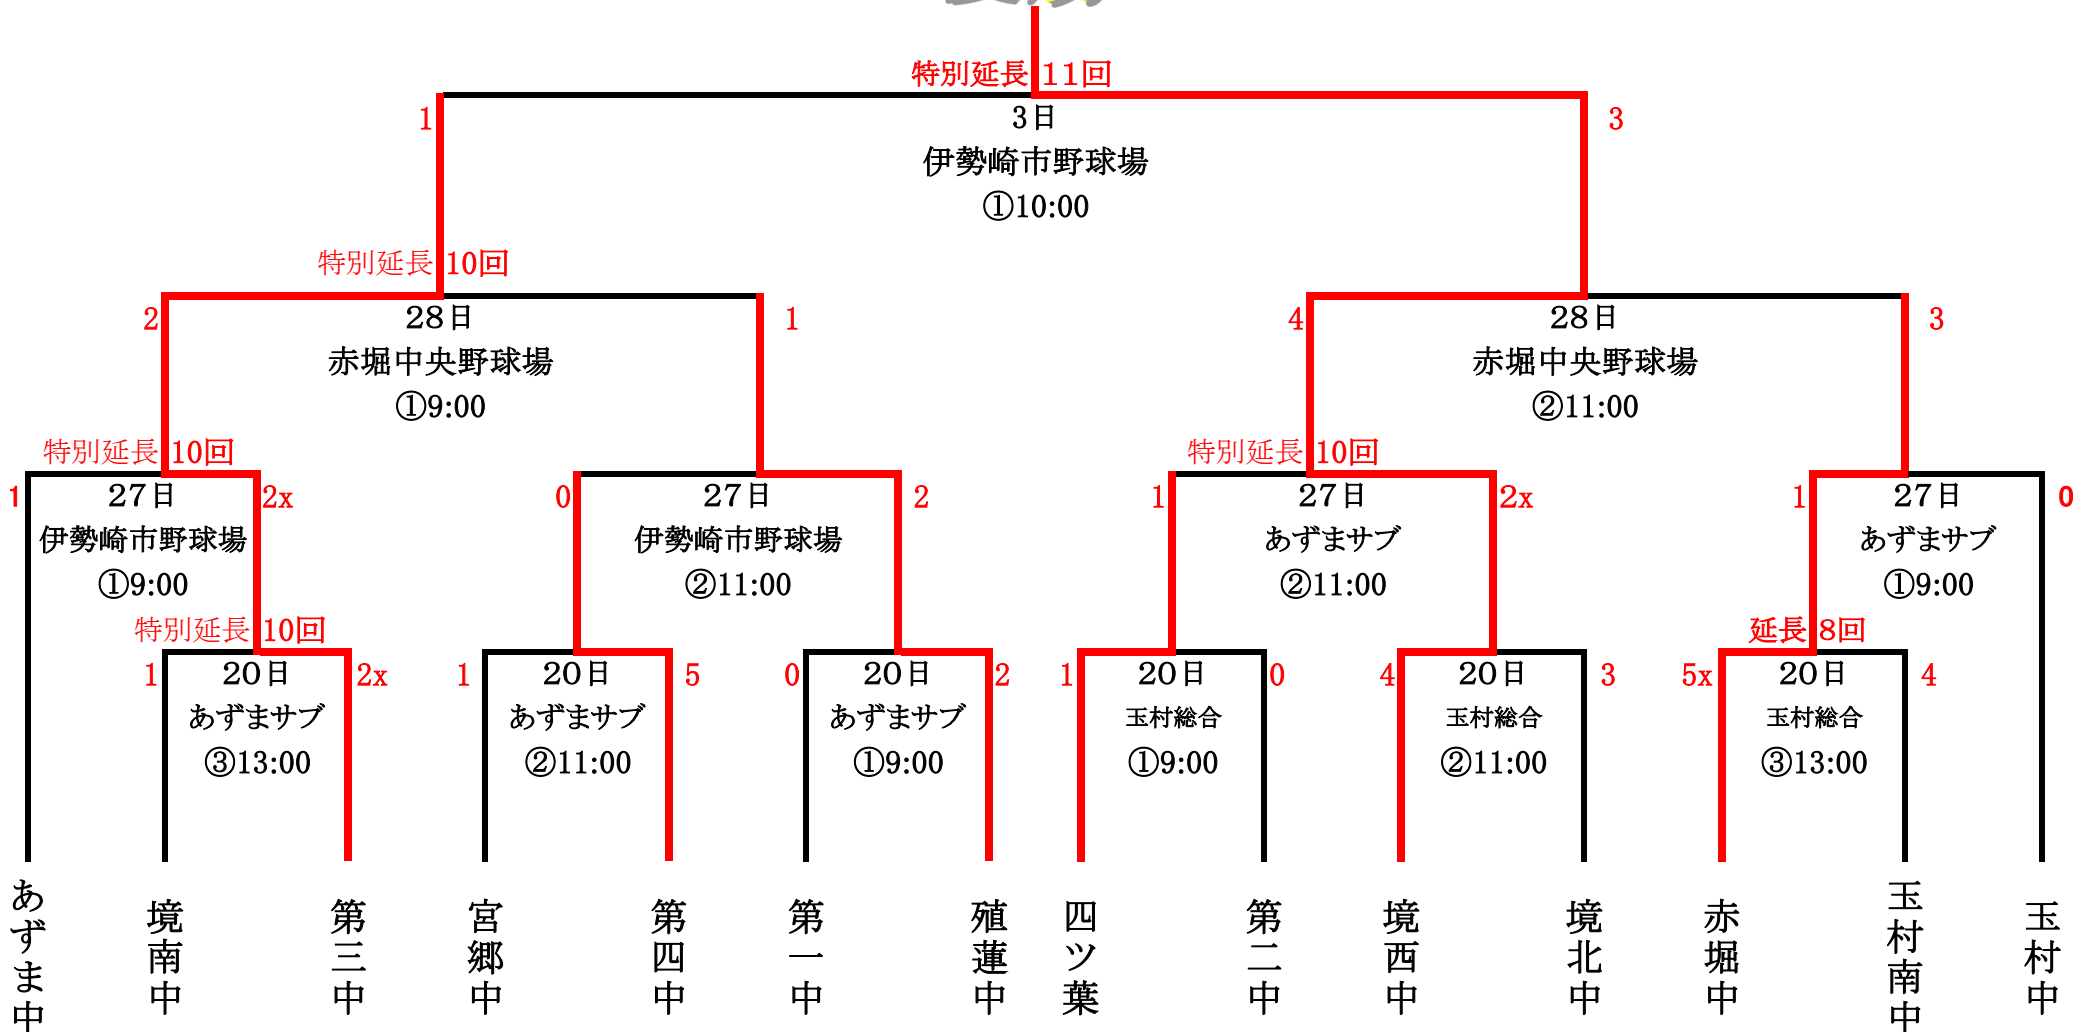 特別延長 11回
1
3
3日
伊勢崎市野球場
①10:00
特別延長 10回
2
1
4
3
28日
赤堀中央野球場
①9:00
28日
赤堀中央野球場
②11:00
特別延長 10回
特別延長 10回
1
2x
0
2
1
2x
1
0
27日
伊勢崎市野球場
①9:00
27日
伊勢崎市野球場
②11:00
27日
あずまサブ
②11:00
27日
あずまサブ
①9:00
特別延長 10回
延長 8回
1
2x
1
5
0
2
1
0
4
3
5x
4
20日
あずまサブ
③13:00
20日
あずまサブ
②11:00
20日
あずまサブ
①9:00
20日
玉村総合
①9:00
20日
玉村総合
②11:00
20日
玉村総合
③13:00
あずま中
境南中
第三中
宮郷中
第四中
第一中
殖蓮中
四ツ葉
第二中
境西中
境北中
赤堀中
玉村南中
玉村中